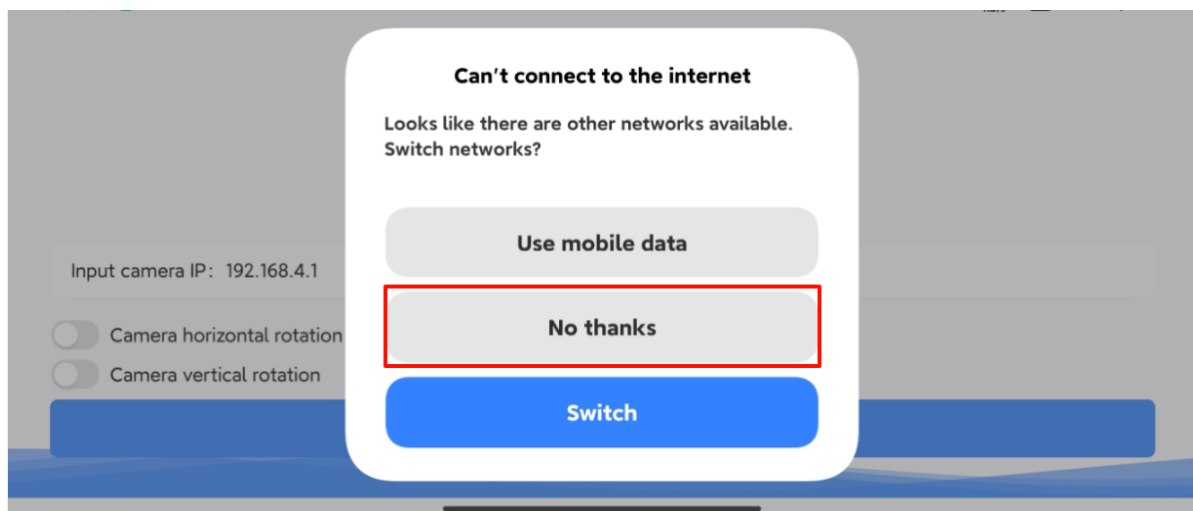 Can't connect to the internet
Looks like there are other networks available.
Switch networks?
Use mobile data
Input camera IP: 192.168.4.1
No thanks
Camera horizontal rotation
Camera vertical rotation
Switch